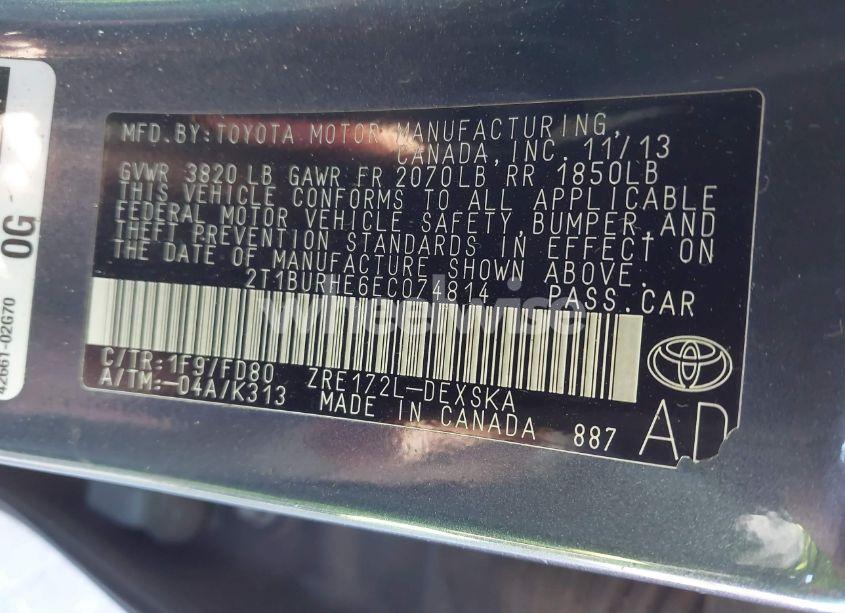 MFD.BY:TOYOTA MOTOR MANUFACTURING,
CANADA, INC. 11/13
GVWR 3820 LB GAWR FR 2070LB RR 1850LB
THIS VEHICLE CONFORMS TO ALL APPLICABLE
FEDERAL MOTOR VEHICLE SAFETY, BUMPER, AND
THEFT PREVENTION STANDARDS IN EFFECT ON
THE DATE OF MANUFACTURE SHOWN ABOVE.
2T1BURHE6EC074814 PASS.CAR
wheelwise
C/TR:1F9/FD80 ZRE172L-DEXSKA
A/TM:-04A/K313 MADE IN CANADA 887
AD
0G
42661-02G70